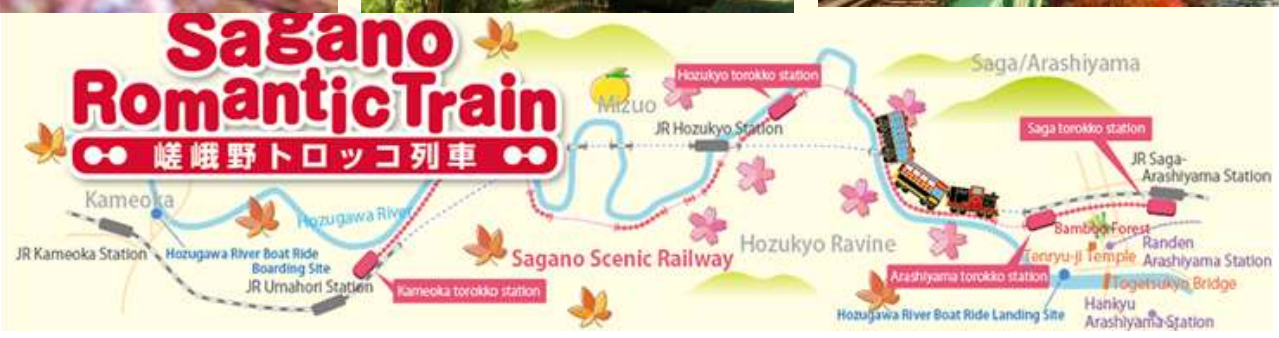 Sagano
Romantic Train
嵯峨野トロッコ列車
Saga/Arashiyama
Hozukyo torokko station
Mizuo
JR Hozukyo Station
Saga torokko station
JR Saga-
Arashiyama Station
Kameoka
Hozugawa River
JR Kameoka Station
Hozugawa River Boat Ride
Boarding Site
JR Umahori Station
Kameoka torokko station
Sagano Scenic Railway
Hozukyo Ravine
Bamboo Forest
Tenryu-ji Temple
Randen
Arashiyama Station
Arashiyama torokko station
Togetsukyo Bridge
Hozugawa River Boat Ride Landing Site
Hankyu
Arashiyama Station